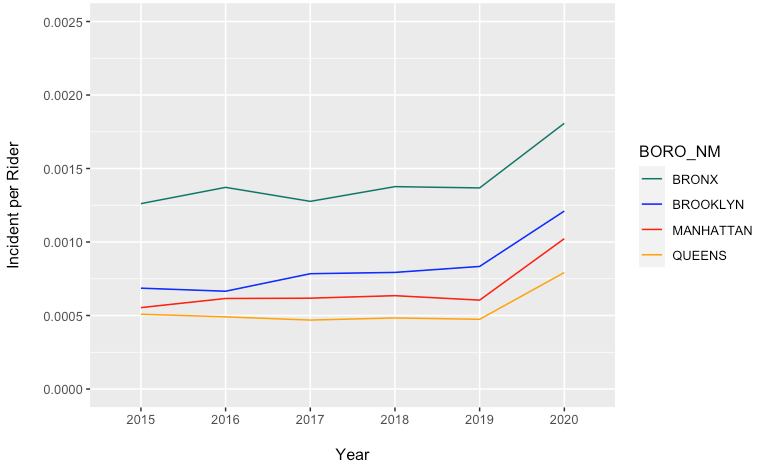 0.0025
0.0020
0.0015
0.0010
0.0005
0.0000
Incident per Rider
2015 2016 2017 2018 2019 2020
Year
BORO_NM
BRONX
BROOKLYN
MANHATTAN
QUEENS